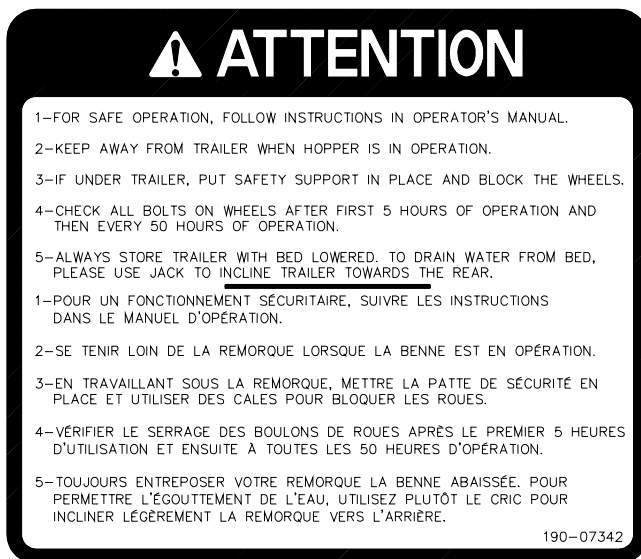 ATTENTION
1-FOR SAFE OPERATION, FOLLOW INSTRUCTIONS IN OPERATOR'S MANUAL.
2-KEEP AWAY FROM TRAILER WHEN HOPPER IS IN OPERATION.
3-IF UNDER TRAILER, PUT SAFETY SUPPORT IN PLACE AND BLOCK THE WHEELS.
4-CHECK ALL BOLTS ON WHEELS AFTER FIRST 5 HOURS OF OPERATION AND
THEN EVERY 50 HOURS OF OPERATION.
5-ALWAYS STORE TRAILER WITH BED LOWERED. TO DRAIN WATER FROM BED,
PLEASE USE JACK TO INCLINE TRAILER TOWARDS THE REAR.
1-POUR UN FONCTIONNEMENT SÉCURITAIRE, SUIVRE LES INSTRUCTIONS
DANS LE MANUEL D'OPÉRATION.
2-SE TENIR LOIN DE LA REMORQUE LORSQUE LA BENNE EST EN OPÉRATION.
3-EN TRAVAILLANT SOUS LA REMORQUE, METTRE LA PATTE DE SÉCURITÉ EN
PLACE ET UTILISER DES CALES POUR BLOQUER LES ROUES.
4-VÉRIFIER LE SERRAGE DES BOULONS DE ROUES APRÈS LE PREMIER 5 HEURES
D'UTILISATION ET ENSUITE À TOUTES LES 50 HEURES D'OPÉRATION.
5-TOUJOURS ENTREPOSER VOTRE REMORQUE LA BENNE ABAISSÉE. POUR
PERMETTRE L'ÉGOUTTEMENT DE L'EAU, UTILISEZ PLUTÔT LE CRIC POUR
INCLINER LÉGÈREMENT LA REMORQUE VERS L'ARRIÈRE.
190-07342